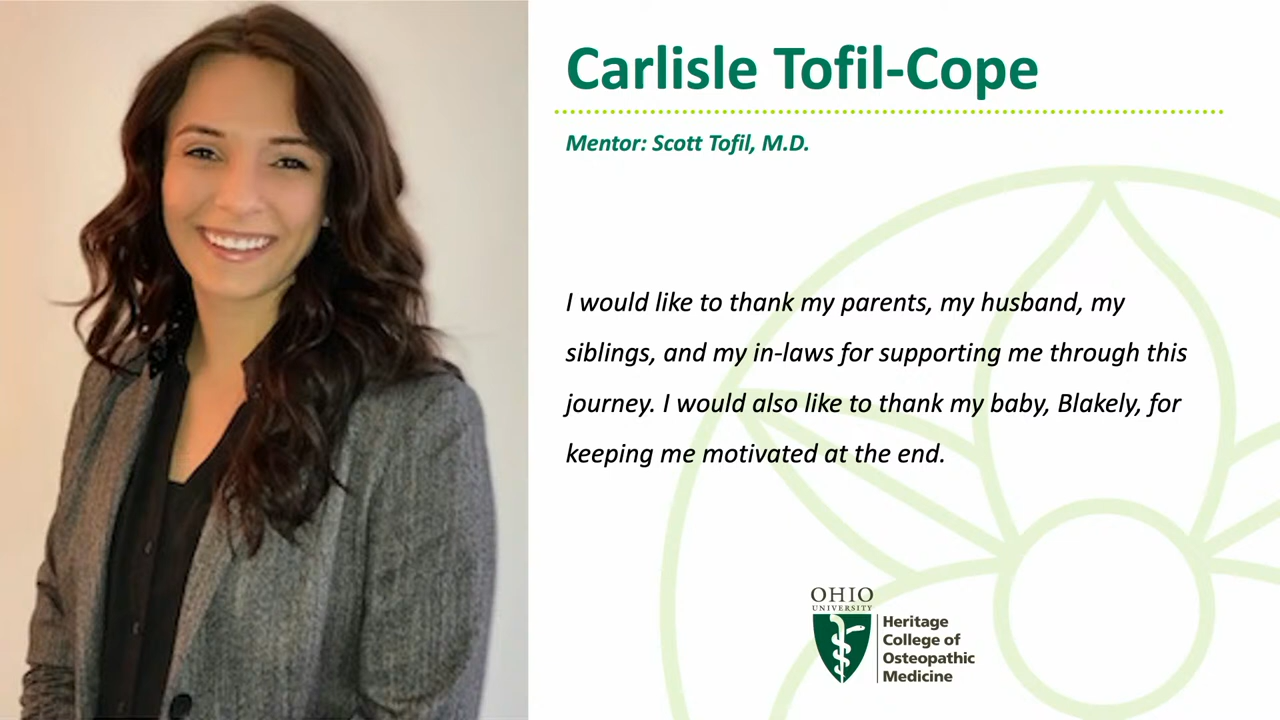 Carlisle Tofil-Cope
Mentor: Scott Tofil, M.D.
I would like to thank my parents, my husband, my
siblings, and my in-laws for supporting me through this
journey. I would also like to thank my baby, Blakely, for
keeping me motivated at the end.
OHIO
UNIVERSITY
Heritage
College of
Osteopathic
Medicine